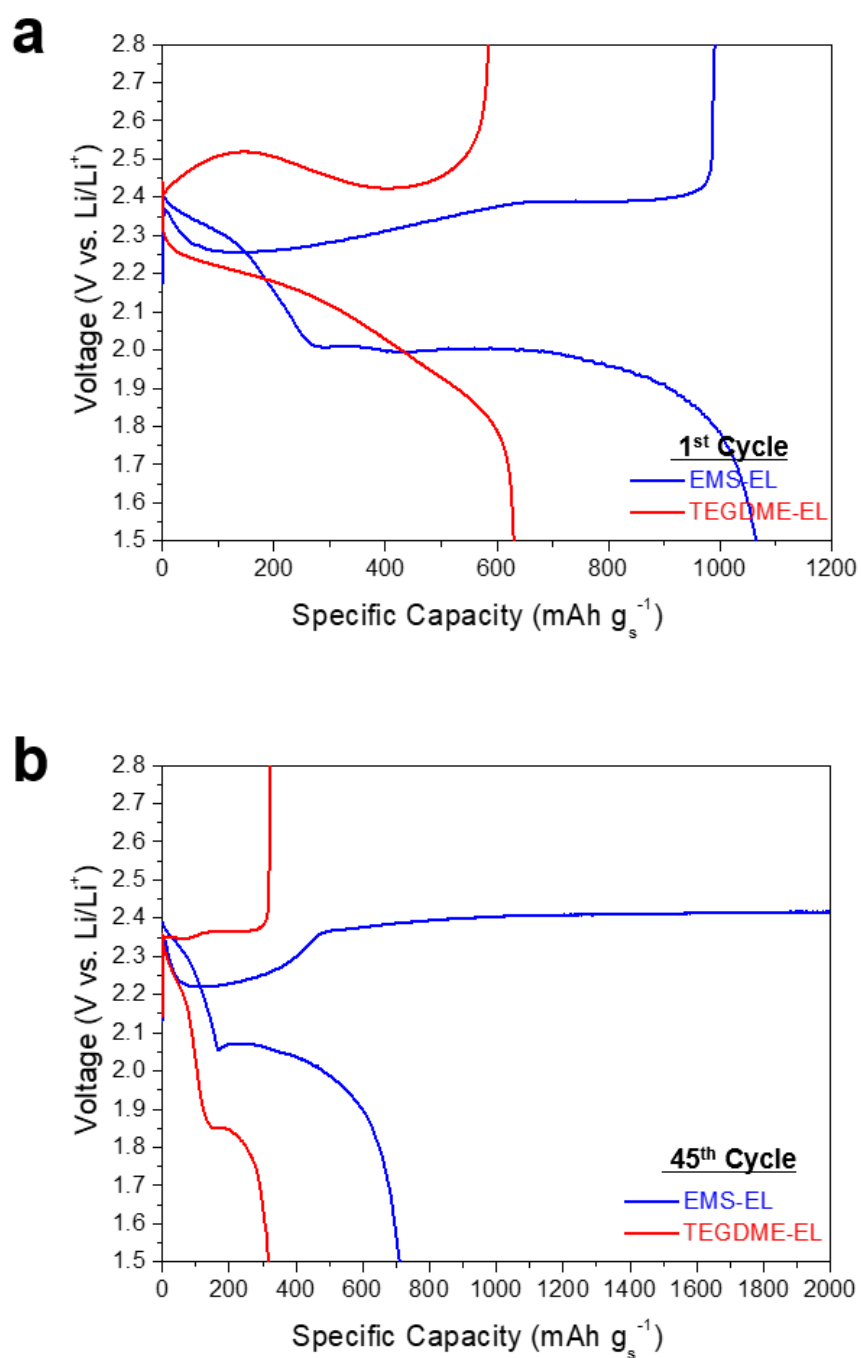 a
Voltage (V vs. Li/Li⁺)
2.8
2.7
2.6
2.5
2.4
2.3
2.2
2.1
2.0
1.9
1.8
1.7
1.6
1.5
1st Cycle
EMS-EL
TEGDME-EL
0 200 400 600 800 1000 1200
Specific Capacity (mAh gs⁻¹)
b
Voltage (V vs. Li/Li⁺)
2.8
2.7
2.6
2.5
2.4
2.3
2.2
2.1
2.0
1.9
1.8
1.7
1.6
1.5
45th Cycle
EMS-EL
TEGDME-EL
0 200 400 600 800 1000 1200 1400 1600 1800 2000
Specific Capacity (mAh gs⁻¹)